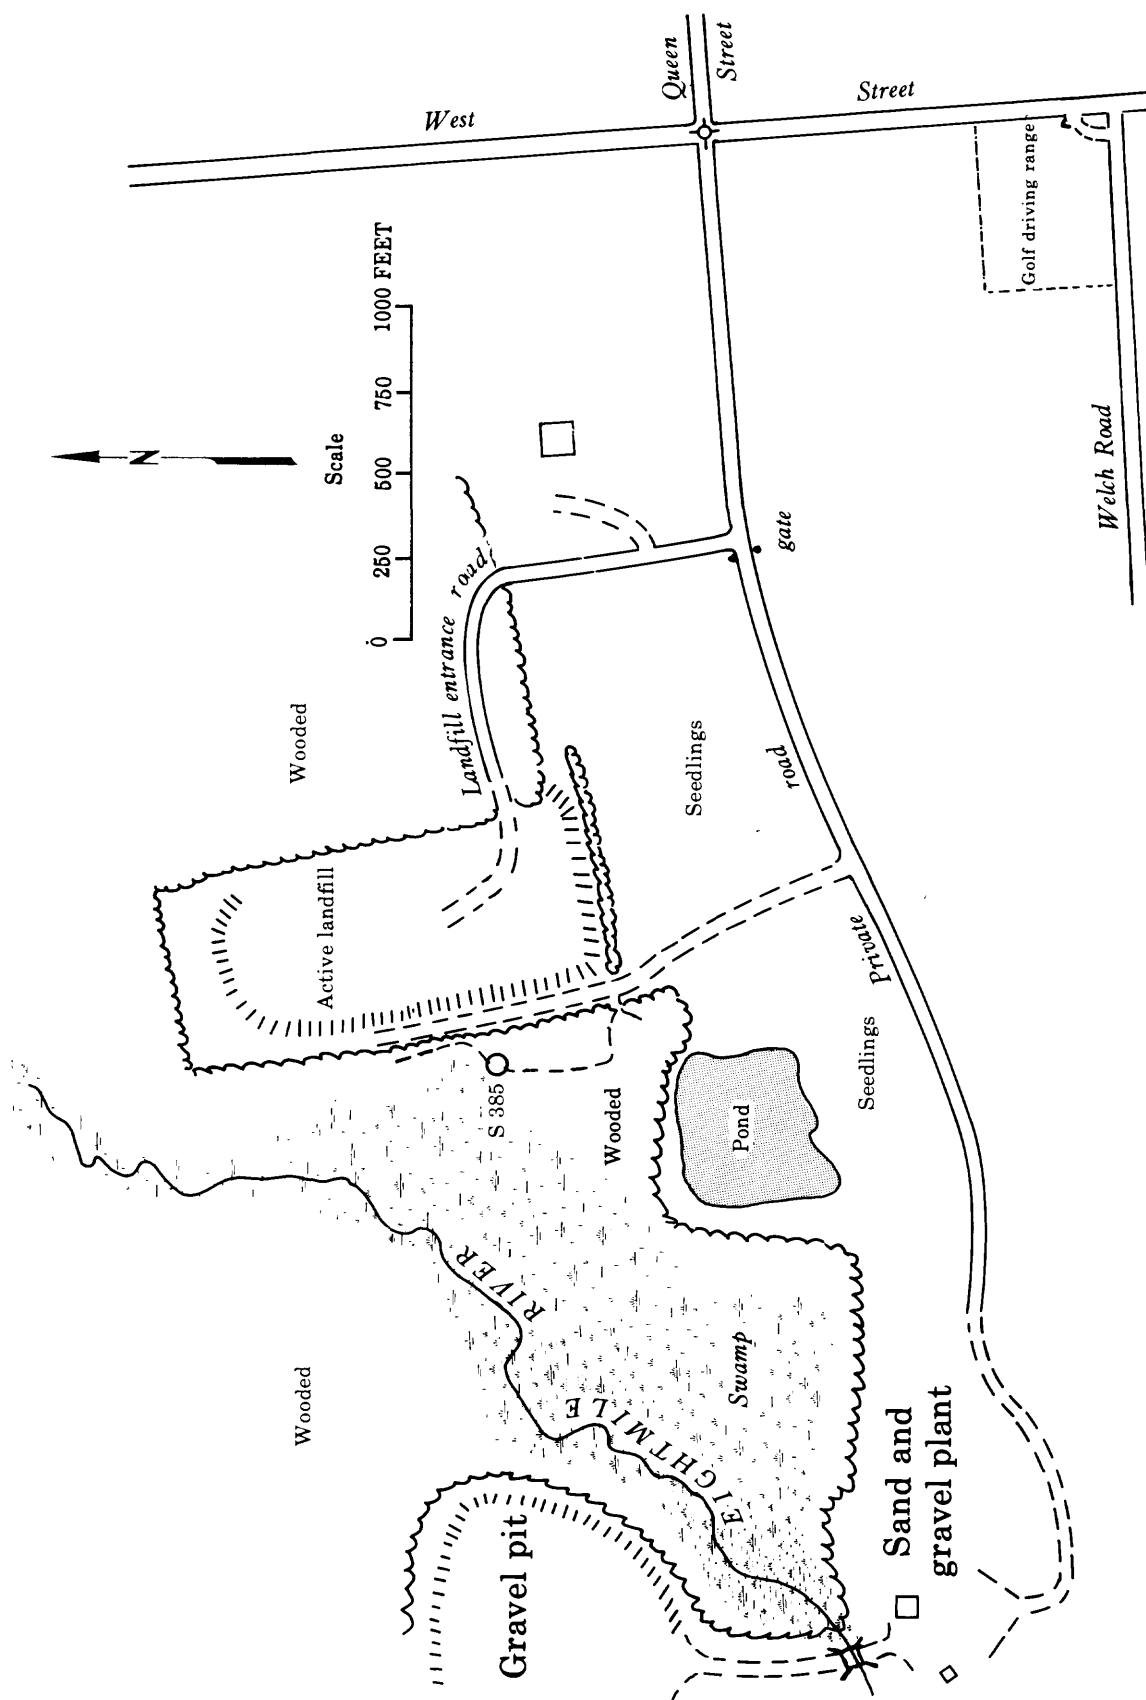 Queen
Street
West
Street
Golf driving range
Welch Road
N
Scale
0 250 500 750 1000 FEET
Landfill entrance road
gate
Wooded
Seedlings
road
Active landfill
Private
Seedlings
S 385
Wooded
Pond
RIVER
Wooded
EIGHTMILE
Swamp
Gravel pit
Sand and
gravel plant